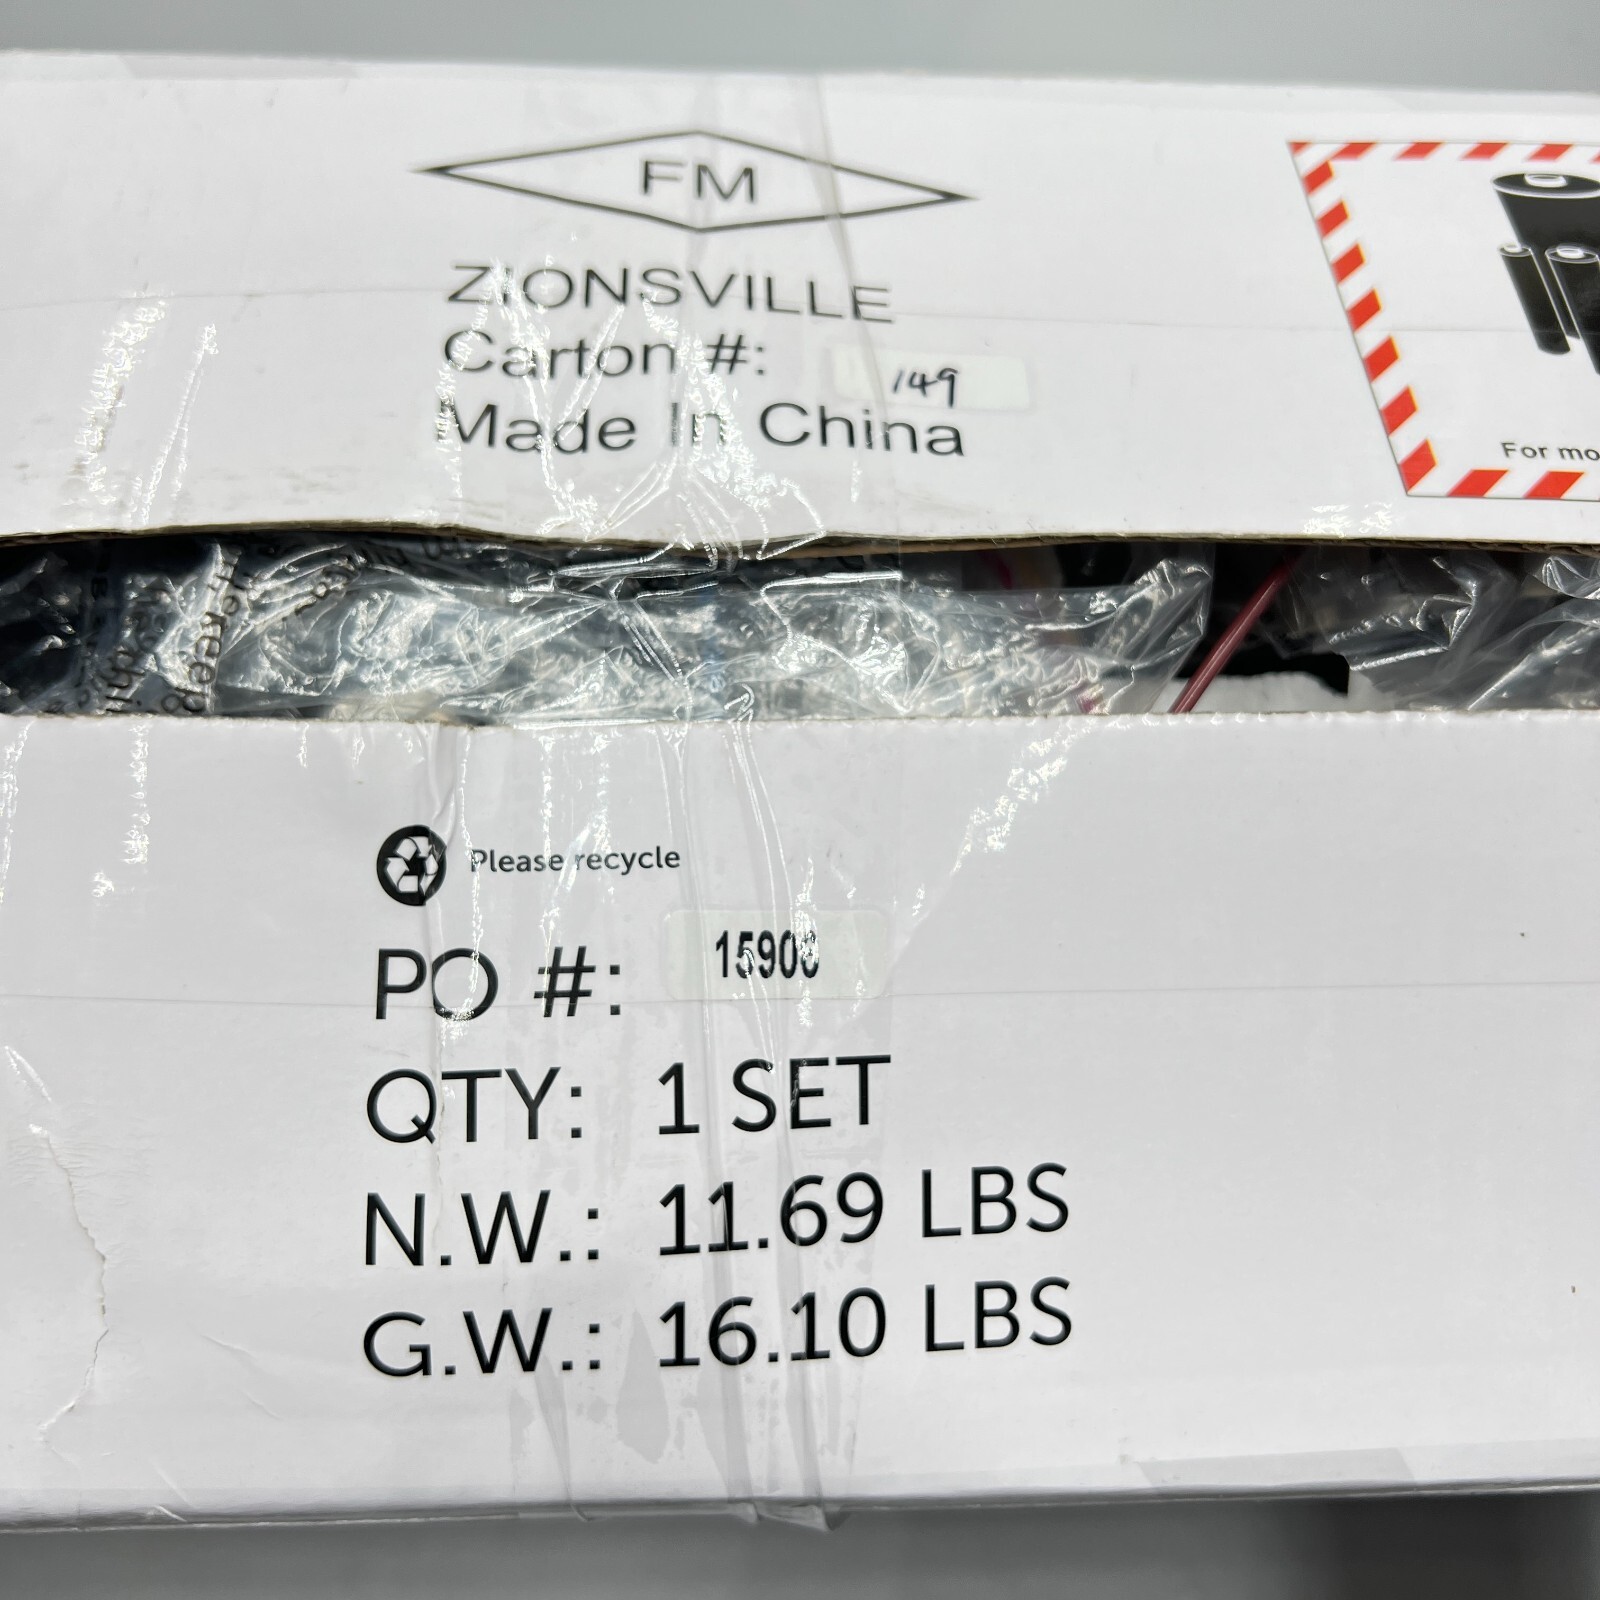 FM
ZIONSVILLE
Carton #: 149
Made In China
For mo
Please recycle
PO #: 15900
QTY: 1 SET
N.W.: 11.69 LBS
G.W.: 16.10 LBS